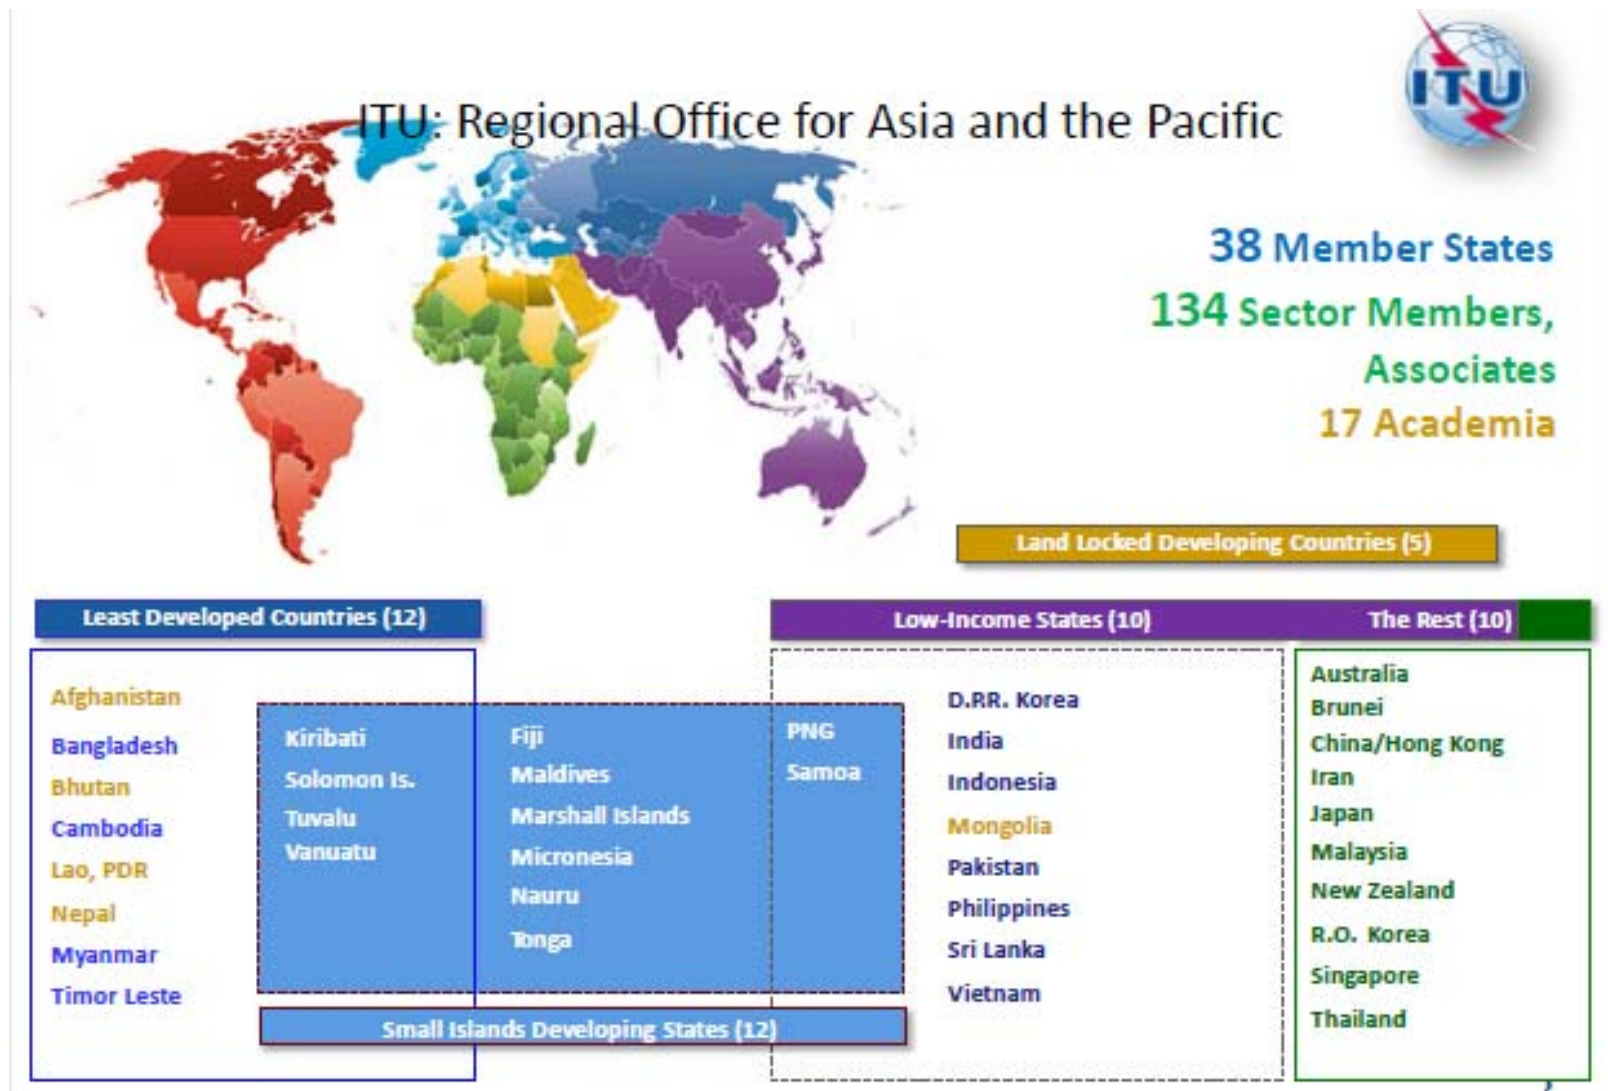 ITU: Regional Office for Asia and the Pacific
ITU
38 Member States
134 Sector Members,
Associates
17 Academia
Land Locked Developing Countries (5)
Least Developed Countries (12)
Low-Income States (10)
The Rest (10)
Afghanistan
Bangladesh
Bhutan
Cambodia
Lao, PDR
Nepal
Myanmar
Timor Leste
Kiribati
Solomon Is.
Tuvalu
Vanuatu
Fiji
Maldives
Marshall Islands
Micronesia
Nauru
Tonga
PNG
Samoa
Small Islands Developing States (12)
D.RR. Korea
India
Indonesia
Mongolia
Pakistan
Philippines
Sri Lanka
Vietnam
Australia
Brunei
China/Hong Kong
Iran
Japan
Malaysia
New Zealand
R.O. Korea
Singapore
Thailand